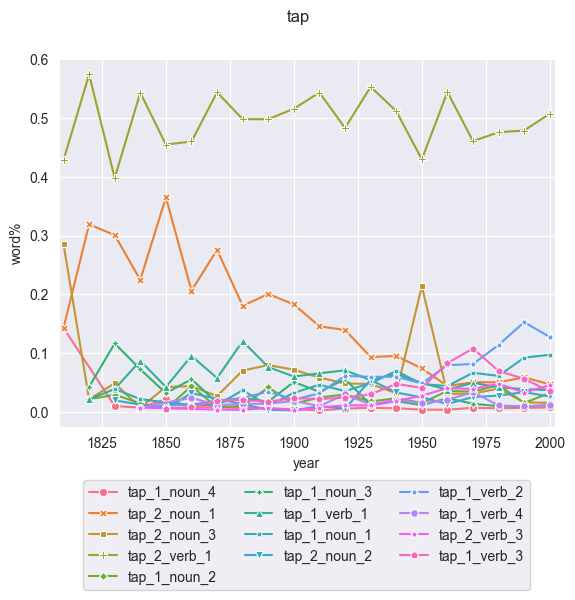 tap
0.6
0.5
0.4
0.3
0.2
0.1
0.0
word%
1825 1850 1875 1900 1925 1950 1975 2000
year
tap_1_noun_4 tap_1_noun_3 tap_1_verb_2
tap_2_noun_1 tap_1_verb_1 tap_1_verb_4
tap_2_noun_3 tap_1_noun_1 tap_2_verb_3
tap_2_verb_1 tap_2_noun_2 tap_1_verb_3
tap_1_noun_2